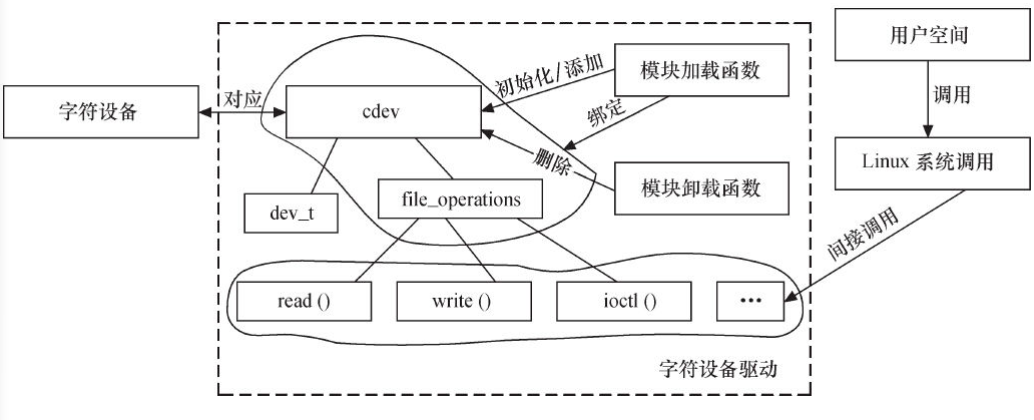 用户空间
初始化/添加
模块加载函数
调用
对应
字符设备
cdev
绑定
删除
Linux 系统调用
模块卸载函数
file_operations
dev_t
间接调用
read ()
write ()
ioctl ()
•••
字符设备驱动